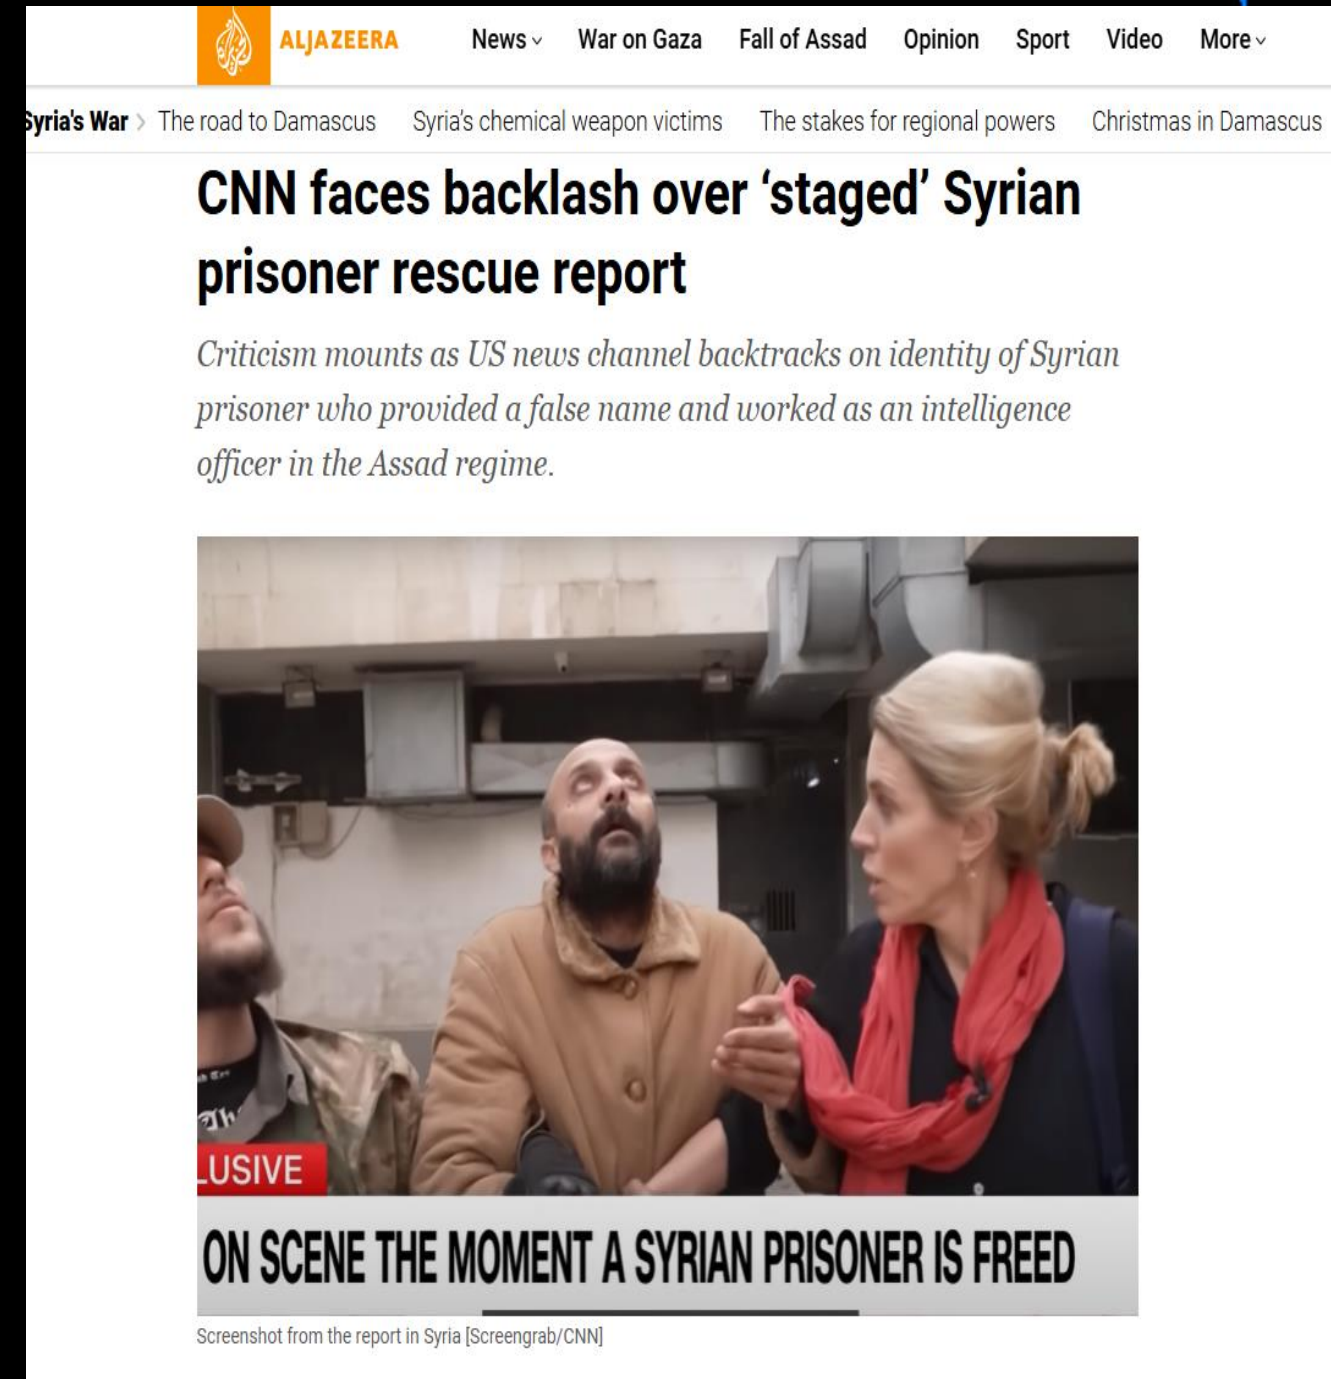 ALJAZEERA News War on Gaza Fall of Assad Opinion Sport Video More
Syria's War The road to Damascus Syria's chemical weapon victims The stakes for regional powers Christmas in Damascus
CNN faces backlash over ‘staged’ Syrian
prisoner rescue report
Criticism mounts as US news channel backtracks on identity of Syrian
prisoner who provided a false name and worked as an intelligence
officer in the Assad regime.
LUSIVE
ON SCENE THE MOMENT A SYRIAN PRISONER IS FREED
Screenshot from the report in Syria [Screengrab/CNN]